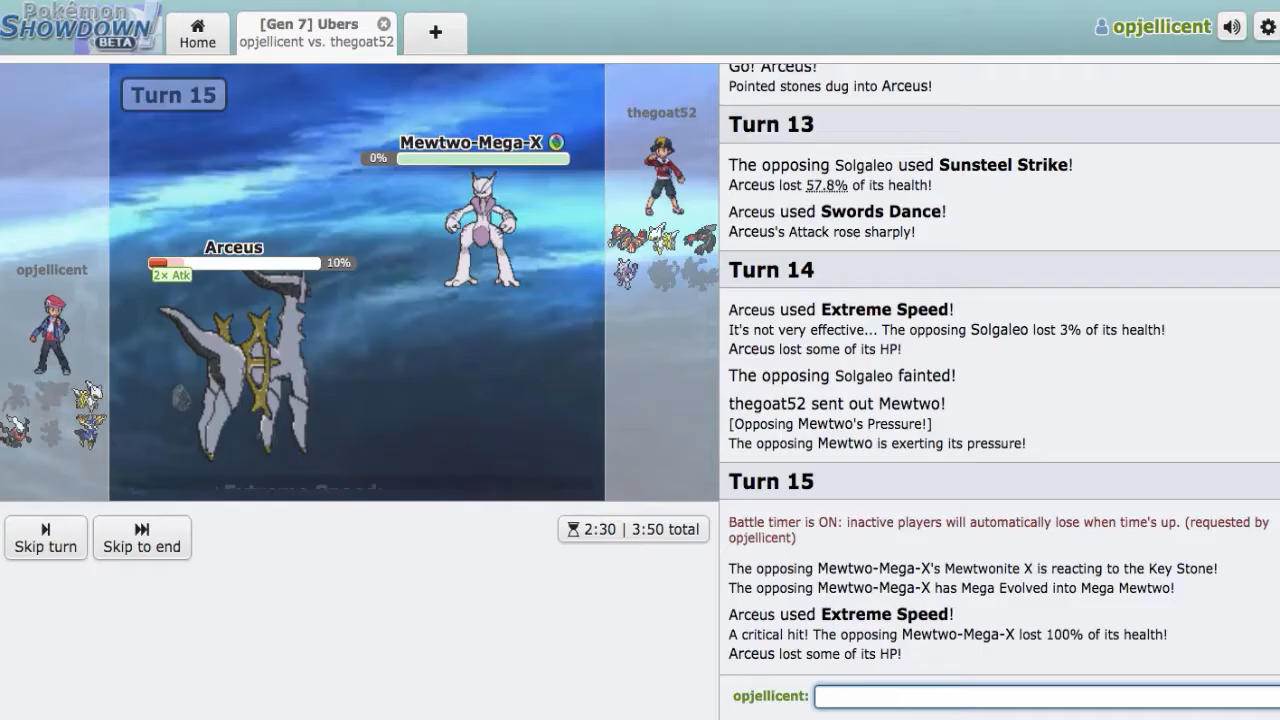 Pokémon
SHOWDOWN
BETA
Home
[Gen 7] Ubers
opjellicent vs. thegoat52
+
opjellicent
Turn 15
Mewtwo-Mega-X
0%
Arceus
10%
2× Atk
opjellicent
thegoat52
Extreme Speed
Skip turn
Skip to end
2:30 | 3:50 total
Go! Arceus!
Pointed stones dug into Arceus!
Turn 13
The opposing Solgaleo used Sunsteel Strike!
Arceus lost 57.8% of its health!
Arceus used Swords Dance!
Arceus's Attack rose sharply!
Turn 14
Arceus used Extreme Speed!
It's not very effective... The opposing Solgaleo lost 3% of its health!
Arceus lost some of its HP!
The opposing Solgaleo fainted!
thegoat52 sent out Mewtwo!
[Opposing Mewtwo's Pressure!]
The opposing Mewtwo is exerting its pressure!
Turn 15
Battle timer is ON: inactive players will automatically lose when time's up. (requested by
opjellicent)
The opposing Mewtwo-Mega-X's Mewtwonite X is reacting to the Key Stone!
The opposing Mewtwo-Mega-X has Mega Evolved into Mega Mewtwo!
Arceus used Extreme Speed!
A critical hit! The opposing Mewtwo-Mega-X lost 100% of its health!
Arceus lost some of its HP!
opjellicent: